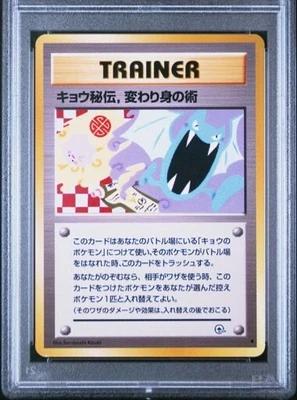 TRAINER
キョウ秘伝,変わり身の術
このカードはあなたのバトル場にいる「キョウの
ポケモン」につけて使い、そのポケモンがバトル場
をはなれた時、このカードをトラッシュする。
あなたがのぞむなら、相手がワザを使う時、この
カードをつけたポケモンをあなたが選んだ控え
ポケモン1匹と入れ替えてよい。
(そのワザのダメージや効果は、入れ替えの後でおこる)